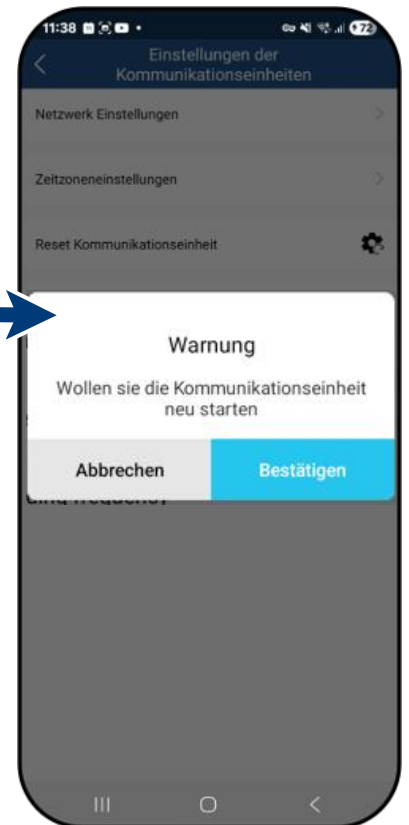 11:38
72
Einstellungen der
Kommunikationseinheiten
Netzwerk Einstellungen
Zeitzoneneinstellungen
Reset Kommunikationseinheit
Warnung
Wollen sie die Kommunikationseinheit
neu starten
Abbrechen
Bestätigen